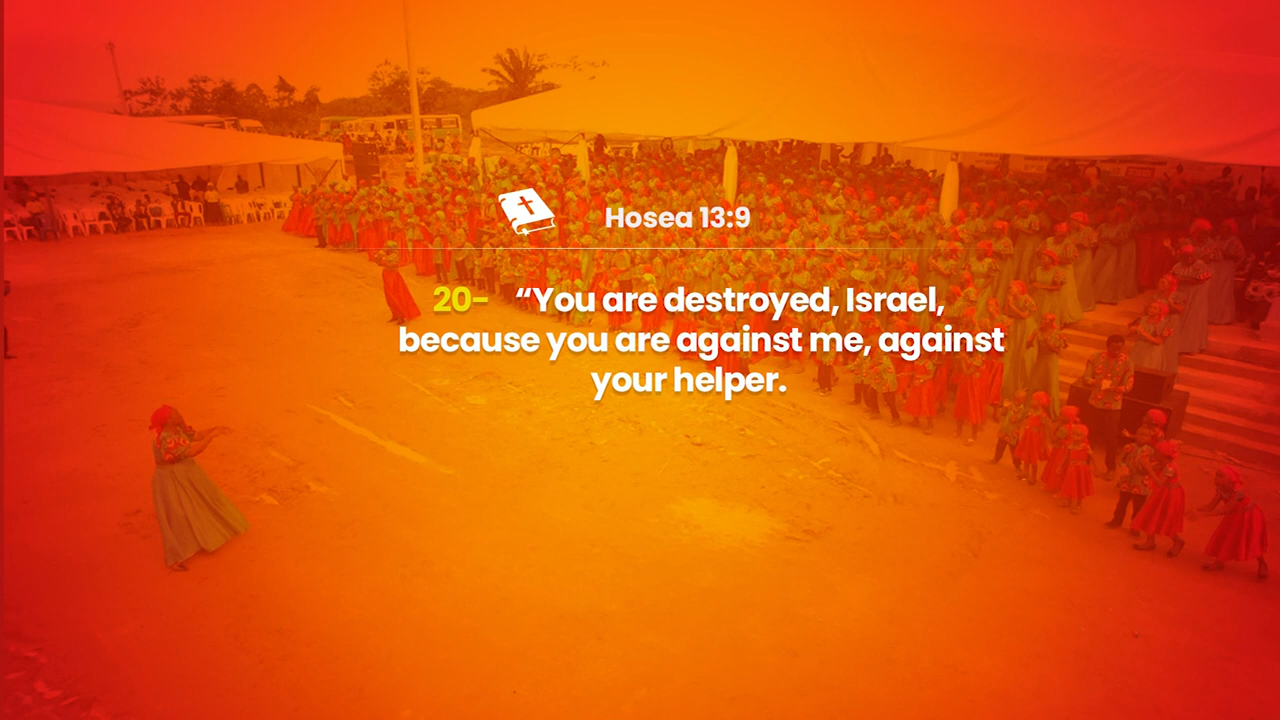 Hosea 13:9
20- “You are destroyed, Israel,
because you are against me, against
your helper.